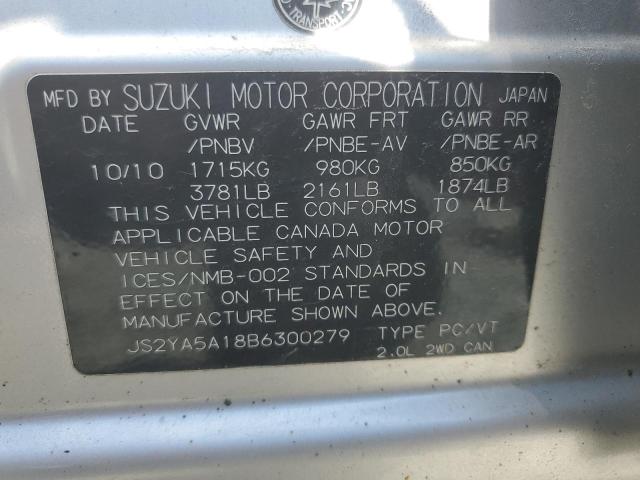 TRANSPORT
MFD BY SUZUKI MOTOR CORPORATION JAPAN
DATE GVWR GAWR FRT GAWR RR
/PNBV /PNBE-AV /PNBE-AR
10/10 1715KG 980KG 850KG
3781LB 2161LB 1874LB
THIS VEHICLE CONFORMS TO ALL
APPLICABLE CANADA MOTOR
VEHICLE SAFETY AND
ICES/NMB-002 STANDARDS IN
EFFECT ON THE DATE OF
MANUFACTURE SHOWN ABOVE.
JS2YA5A18B6300279 TYPE PC/VT
2.0L 2WD CAN